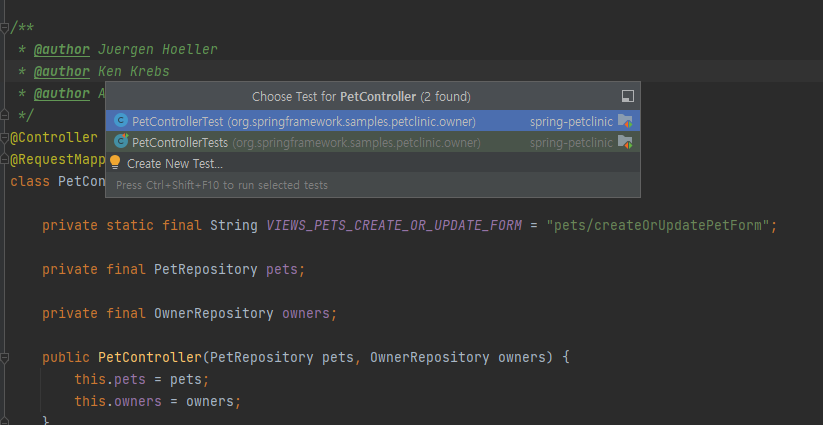 /**
* @author Juergen Hoeller
* @author Ken Krebs
* @author A
*/
@Controller
@RequestMapp
class PetCon
Choose Test for PetController (2 found)
PetControllerTest (org.springframework.samples.petclinic.owner) spring-petclinic
PetControllerTests (org.springframework.samples.petclinic.owner) spring-petclinic
Create New Test...
Press Ctrl+Shift+F10 to run selected tests
private static final String VIEWS_PETS_CREATE_OR_UPDATE_FORM = "pets/createOrUpdatePetForm";
private final PetRepository pets;
private final OwnerRepository owners;
public PetController(PetRepository pets, OwnerRepository owners) {
this.pets = pets;
this.owners = owners;
}